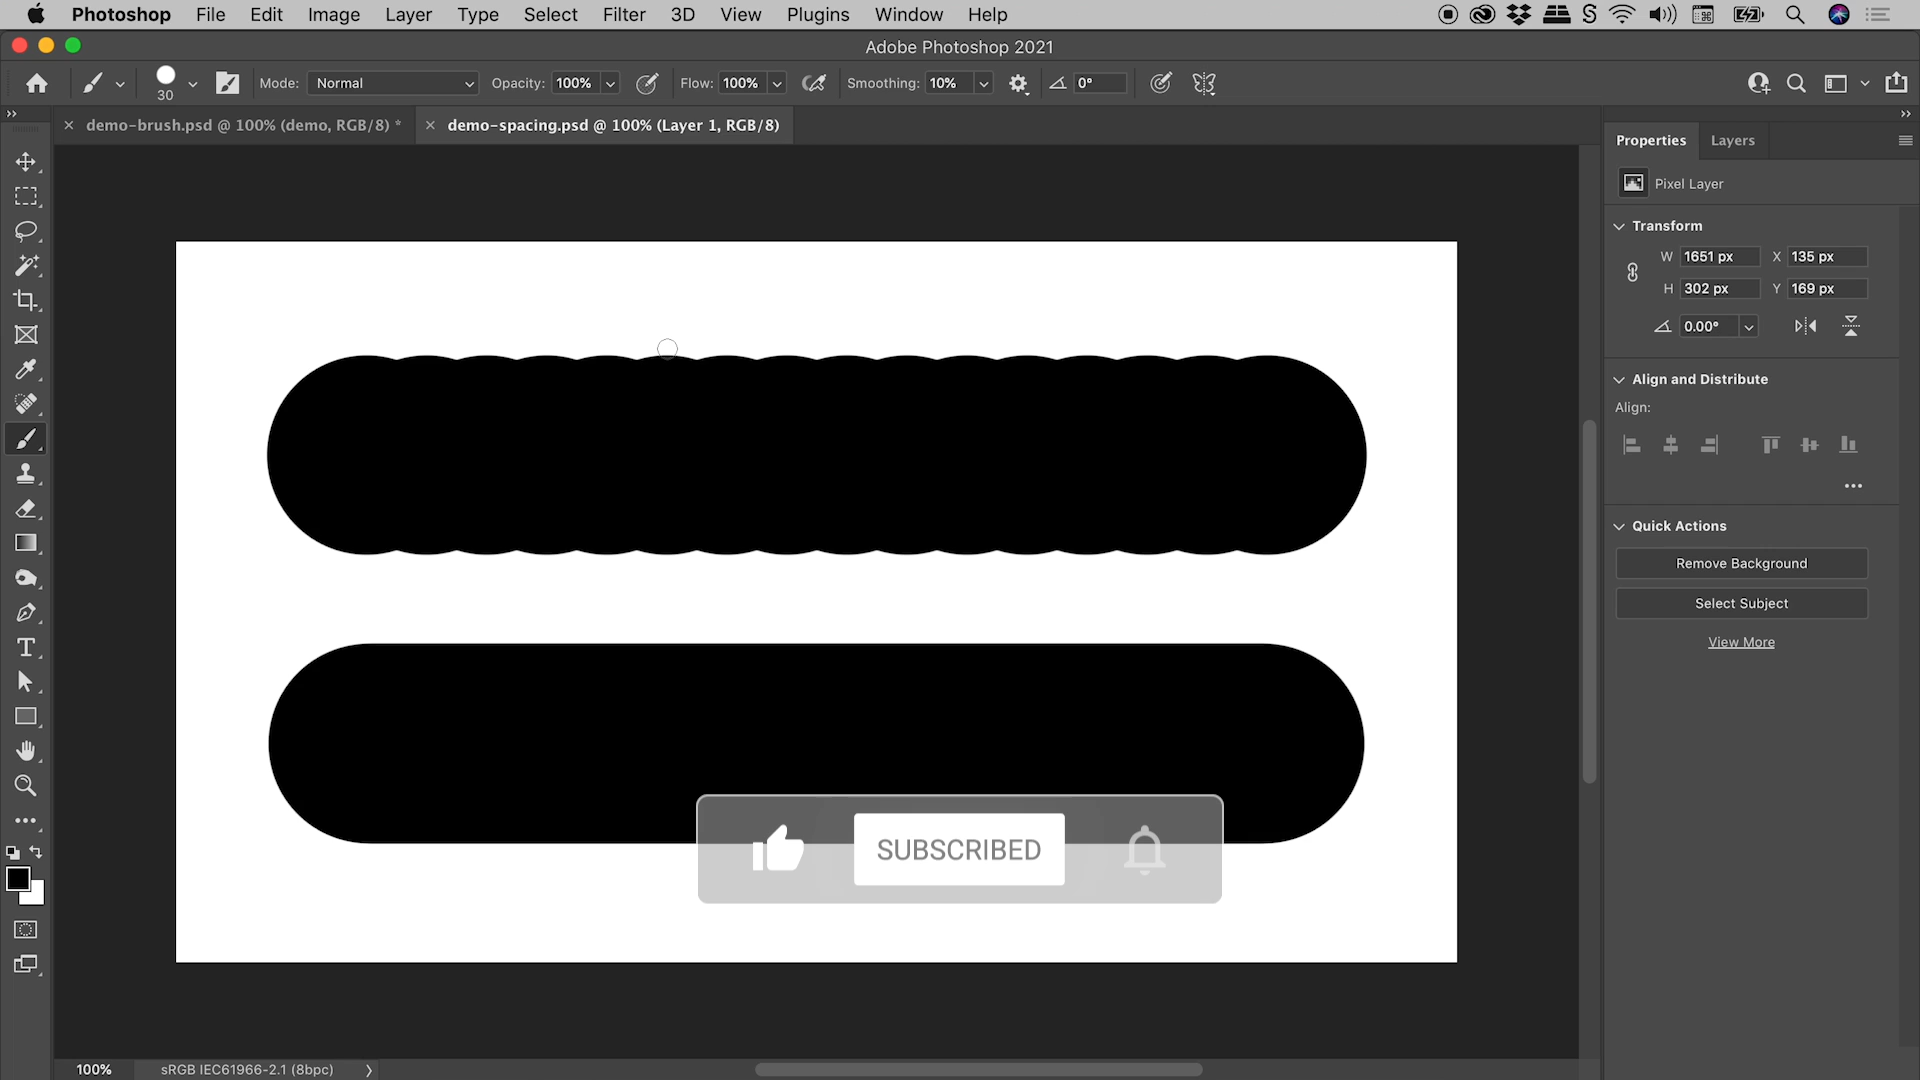 Photoshop File Edit Image Layer Type Select Filter 3D View Plugins Window Help
Adobe Photoshop 2021
30 Mode: Normal Opacity: 100% Flow: 100% Smoothing: 10% 0°
demo-brush.psd @ 100% (demo, RGB/8) * demo-spacing.psd @ 100% (Layer 1, RGB/8)
Properties Layers
Pixel Layer
Transform
W 1651 px X 135 px
H 302 px Y 169 px
0.00°
Align and Distribute
Align:
Quick Actions
Remove Background
Select Subject
View More
SUBSCRIBED
100% sRGB IEC61966-2.1 (8bpc)